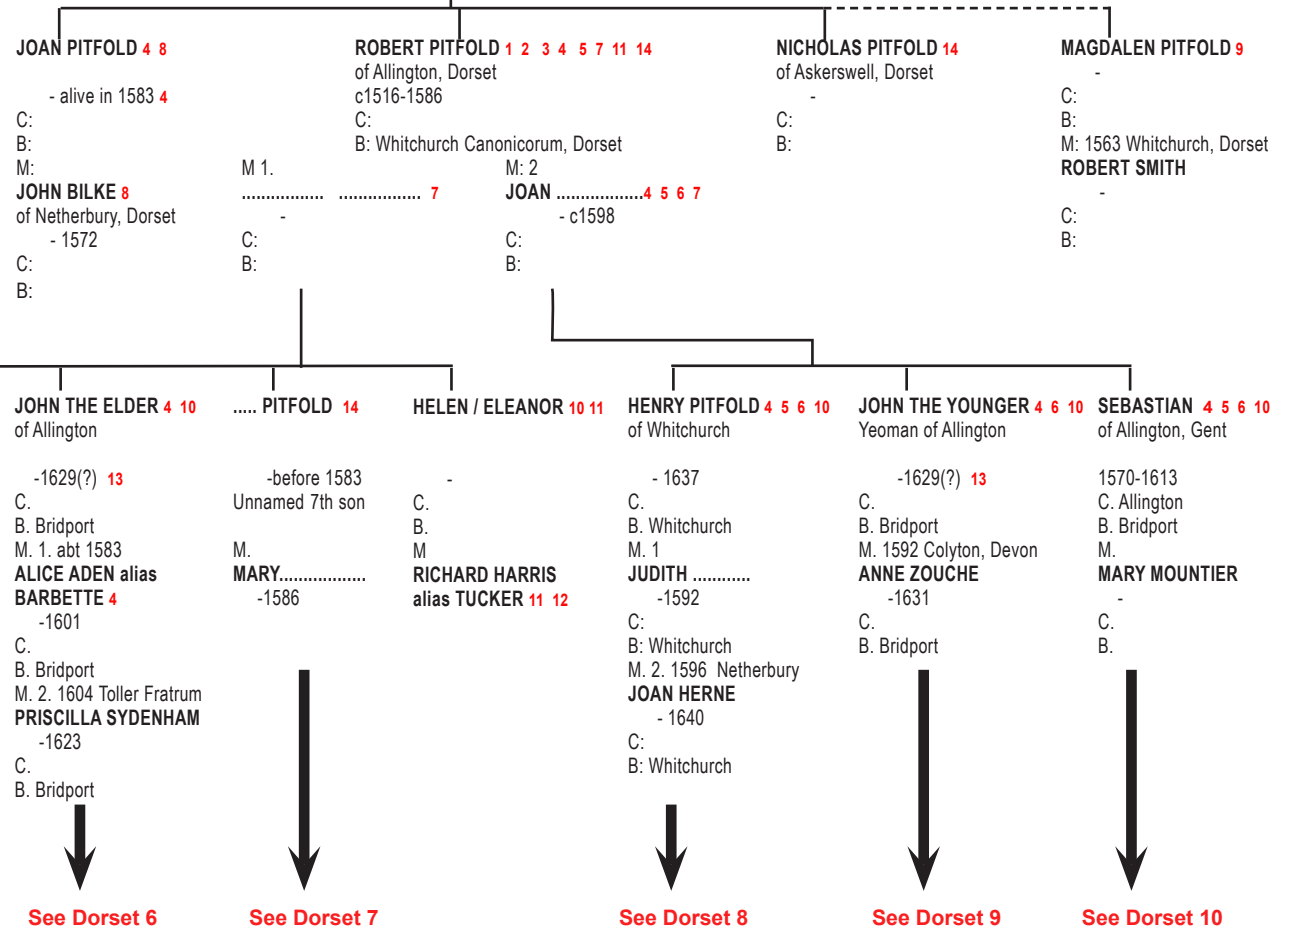 JOAN PITFOLD 4 8
- alive in 1583 4
C:
B:
M:
JOHN BILKE 8
of Netherbury, Dorset
- 1572
C:
B:
ROBERT PITFOLD 1 2 3 4 5 7 11 14
of Allington, Dorset
c1516-1586
C:
B: Whitchurch Canonicorum, Dorset
M 1.
................. ................. 7
-
C:
B:
M: 2
JOAN ..................4 5 6 7
- c1598
C:
B:
NICHOLAS PITFOLD 14
of Askerswell, Dorset
-
C:
B:
MAGDALEN PITFOLD 9
-
C:
B:
M: 1563 Whitchurch, Dorset
ROBERT SMITH
-
C:
B:
JOHN THE ELDER 4 10
of Allington
-1629(?) 13
C.
B. Bridport
M. 1. abt 1583
ALICE ADEN alias
BARBETTE 4
-1601
C.
B. Bridport
M. 2. 1604 Toller Fratrum
PRISCILLA SYDENHAM
-1623
C.
B. Bridport
See Dorset 6
..... PITFOLD 14
-before 1583
Unnamed 7th son
M.
MARY..................
-1586
See Dorset 7
HELEN / ELEANOR 10 11
-
C.
B.
M
RICHARD HARRIS
alias TUCKER 11 12
HENRY PITFOLD 4 5 6 10
of Whitchurch
- 1637
C.
B. Whitchurch
M. 1
JUDITH ............
-1592
C:
B: Whitchurch
M. 2. 1596 Netherbury
JOAN HERNE
- 1640
C:
B: Whitchurch
See Dorset 8
JOHN THE YOUNGER 4 6 10
Yeoman of Allington
-1629(?) 13
C.
B. Bridport
M. 1592 Colyton, Devon
ANNE ZOUCHE
-1631
C.
B. Bridport
See Dorset 9
SEBASTIAN 4 5 6 10
of Allington, Gent
1570-1613
C. Allington
B. Bridport
M.
MARY MOUNTIER
-
C.
B.
See Dorset 10